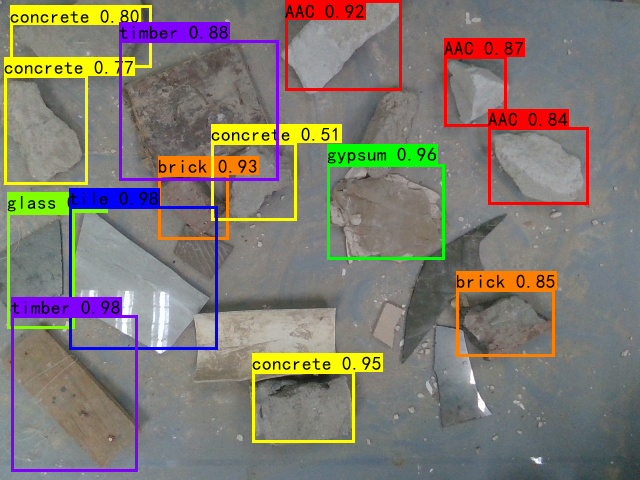 concrete 0.80
AAC 0.92
timber 0.88
AAC 0.87
concrete 0.77
AAC 0.84
concrete 0.51
gypsum 0.96
brick 0.93
glass
tile 0.98
brick 0.85
timber 0.98
concrete 0.95